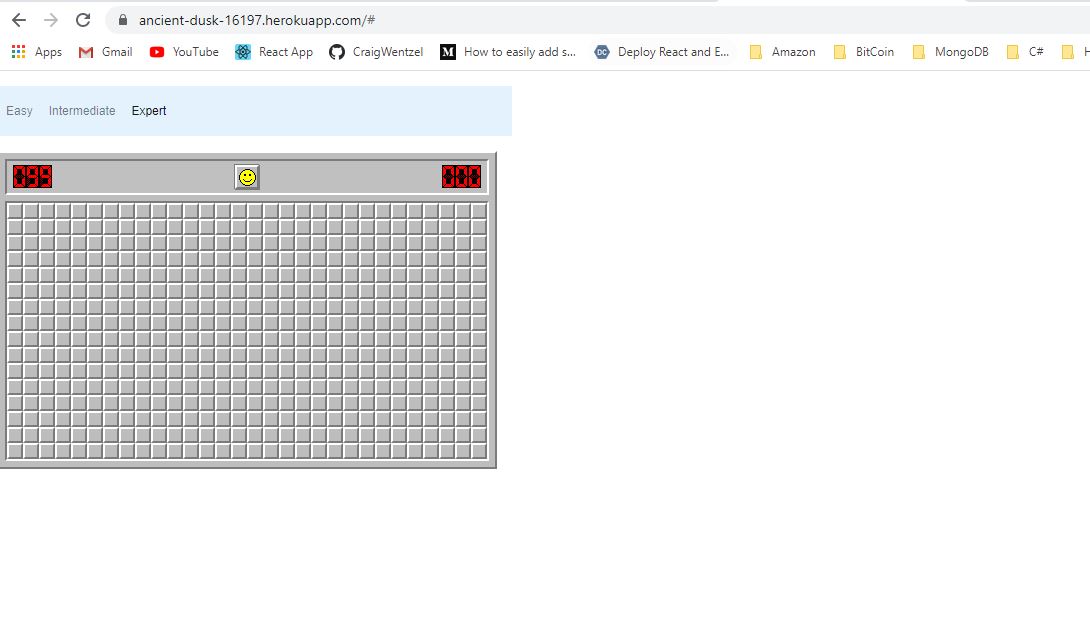 ancient-dusk-16197.herokuapp.com/#
Apps Gmail YouTube React App CraigWentzel M How to easily add s... DC Deploy React and E... Amazon BitCoin MongoDB C# H
Easy Intermediate Expert
099 000